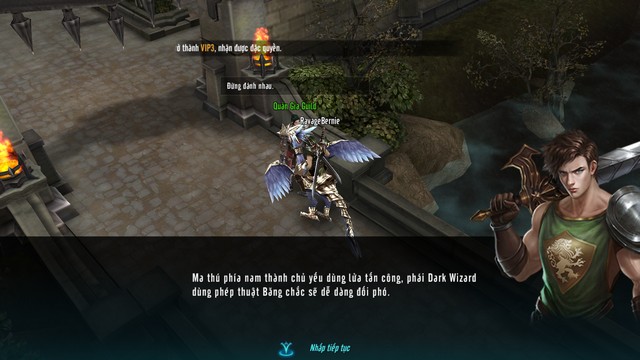 ở thành VIP3, nhận được đặc quyền.
Đừng đánh nhau.
Quản Gia Guild
RavageBernie
Ma thú phía nam thành chủ yếu dùng lửa tấn công, phái Dark Wizard
dùng phép thuật Băng chắc sẽ dễ dàng đối phó.
Nhấp tiếp tục